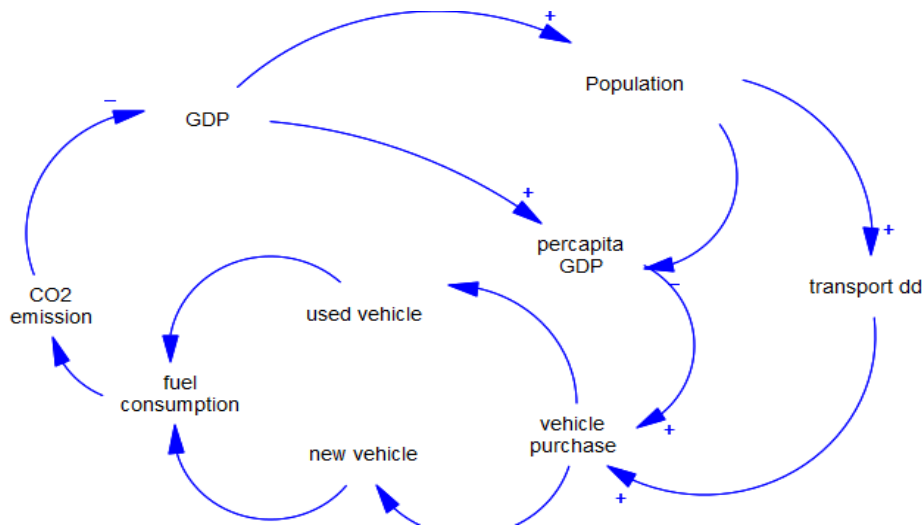 +
Population
–
GDP
+
+
percapita
GDP
–
transport dd
CO2
emission
used vehicle
fuel
consumption
vehicle
purchase
+
new vehicle
+